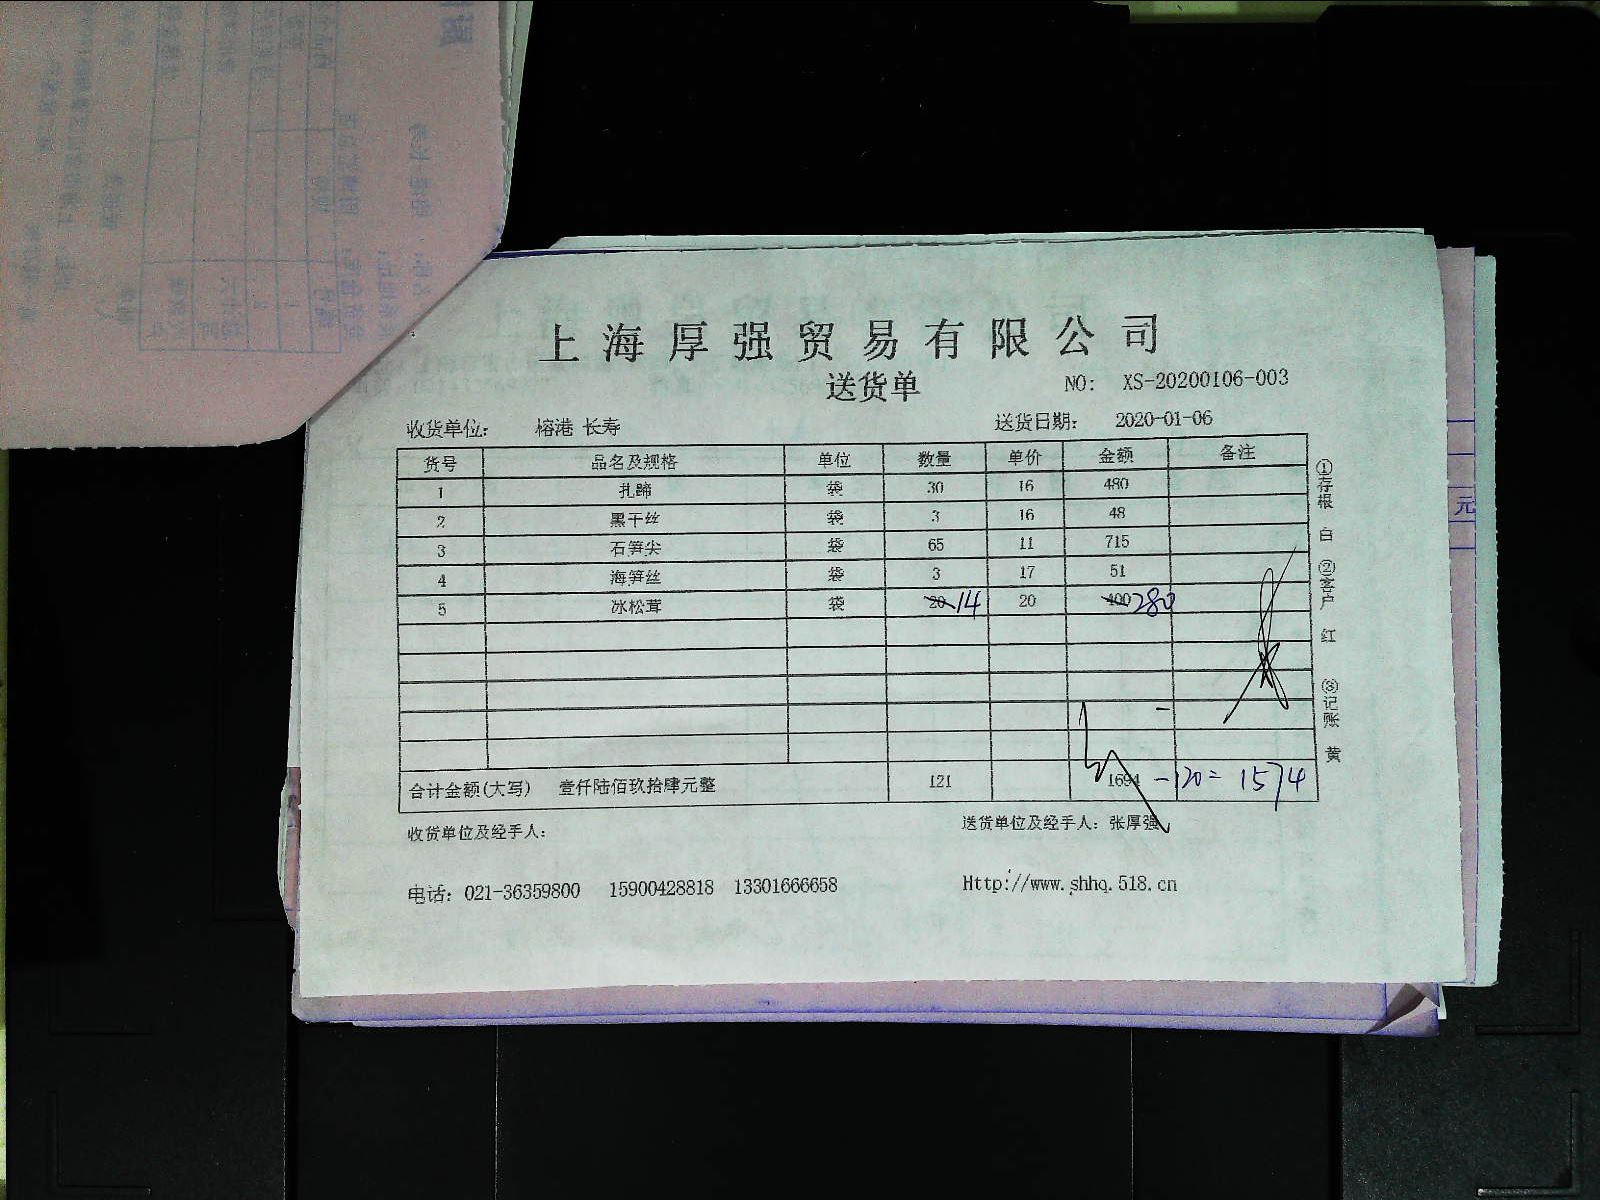 上海厚强贸易有限公司
送货单
NO: XS-20200106-003
收货单位: 榕港 长寿 送货日期: 2020-01-06
货号 品名及规格 单位 数量 单价 金额 备注
1 扎蹄 袋 30 16 480
2 黑干丝 袋 3 16 48
3 石笋尖 袋 65 11 715
4 海笋丝 袋 3 17 51
5 冰松茸 袋 20 14 20 400 280
合计金额(大写) 壹仟陆佰玖拾肆元整 121 1694 -120= 1574
收货单位及经手人: 送货单位及经手人: 张厚强
电话: 021-36359800 15900428818 13301666658 Http://www.shhq.518.cn
①存根 白 ②客户 红 ③记账 黄
元